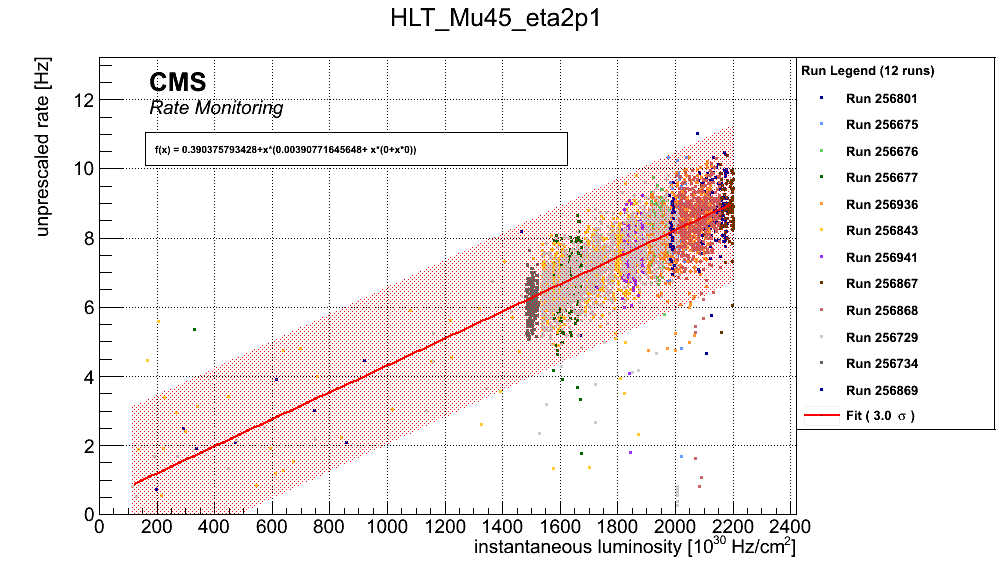 HLT_Mu45_eta2p1
unprescaled rate [Hz]
CMS
Rate Monitoring
f(x) = 0.390375793428+x*(0.00390771645648+ x*(0+x*0))
12
10
8
6
4
2
0
0 200 400 600 800 1000 1200 1400 1600 1800 2000 2200 2400
instantaneous luminosity [10^30 Hz/cm^2]
Run Legend (12 runs)
Run 256801
Run 256675
Run 256676
Run 256677
Run 256936
Run 256843
Run 256941
Run 256867
Run 256868
Run 256729
Run 256734
Run 256869
Fit ( 3.0 σ )